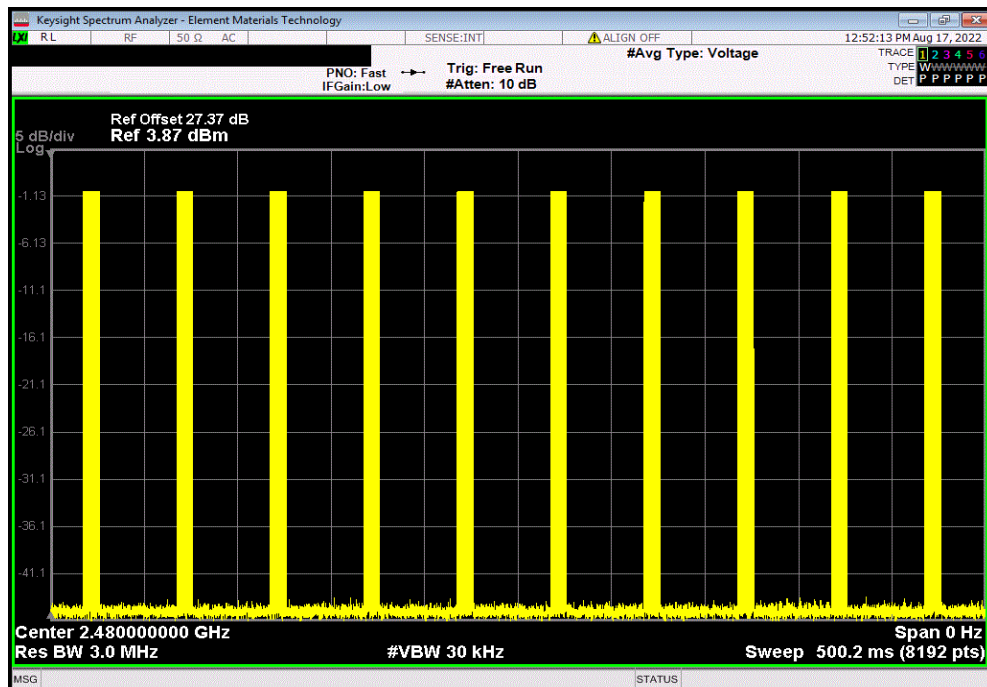 Keysight Spectrum Analyzer - Element Materials Technology
LXI RL RF 50 Ω AC SENSE:INT ALIGN OFF 12:52:13 PM Aug 17, 2022
#Avg Type: Voltage TRACE 1 2 3 4 5 6
PNO: Fast Trig: Free Run TYPE WWWWWW
IFGain:Low #Atten: 10 dB DET P P P P P P
Ref Offset 27.37 dB
5 dB/div Ref 3.87 dBm
Log
-1.13
-6.13
-11.1
-16.1
-21.1
-26.1
-31.1
-36.1
-41.1
Center 2.480000000 GHz Span 0 Hz
Res BW 3.0 MHz #VBW 30 kHz Sweep 500.2 ms (8192 pts)
MSG STATUS